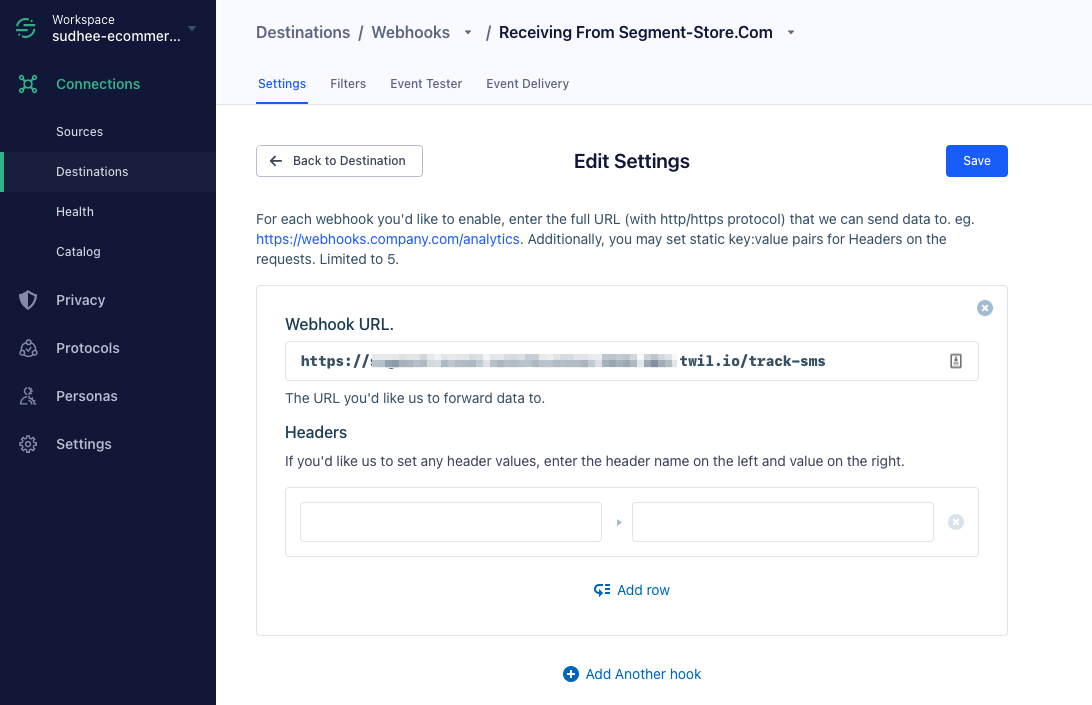 Workspace
sudhee-ecommer...
Connections
Sources
Destinations
Health
Catalog
Privacy
Protocols
Personas
Settings
Destinations / Webhooks / Receiving From Segment-Store.Com
Settings Filters Event Tester Event Delivery
Back to Destination
Edit Settings
Save
For each webhook you'd like to enable, enter the full URL (with http/https protocol) that we can send data to. eg.
https://webhooks.company.com/analytics. Additionally, you may set static key:value pairs for Headers on the
requests. Limited to 5.
Webhook URL.
https:// twil.io/track-sms
The URL you'd like us to forward data to.
Headers
If you'd like us to set any header values, enter the header name on the left and value on the right.
Add row
Add Another hook